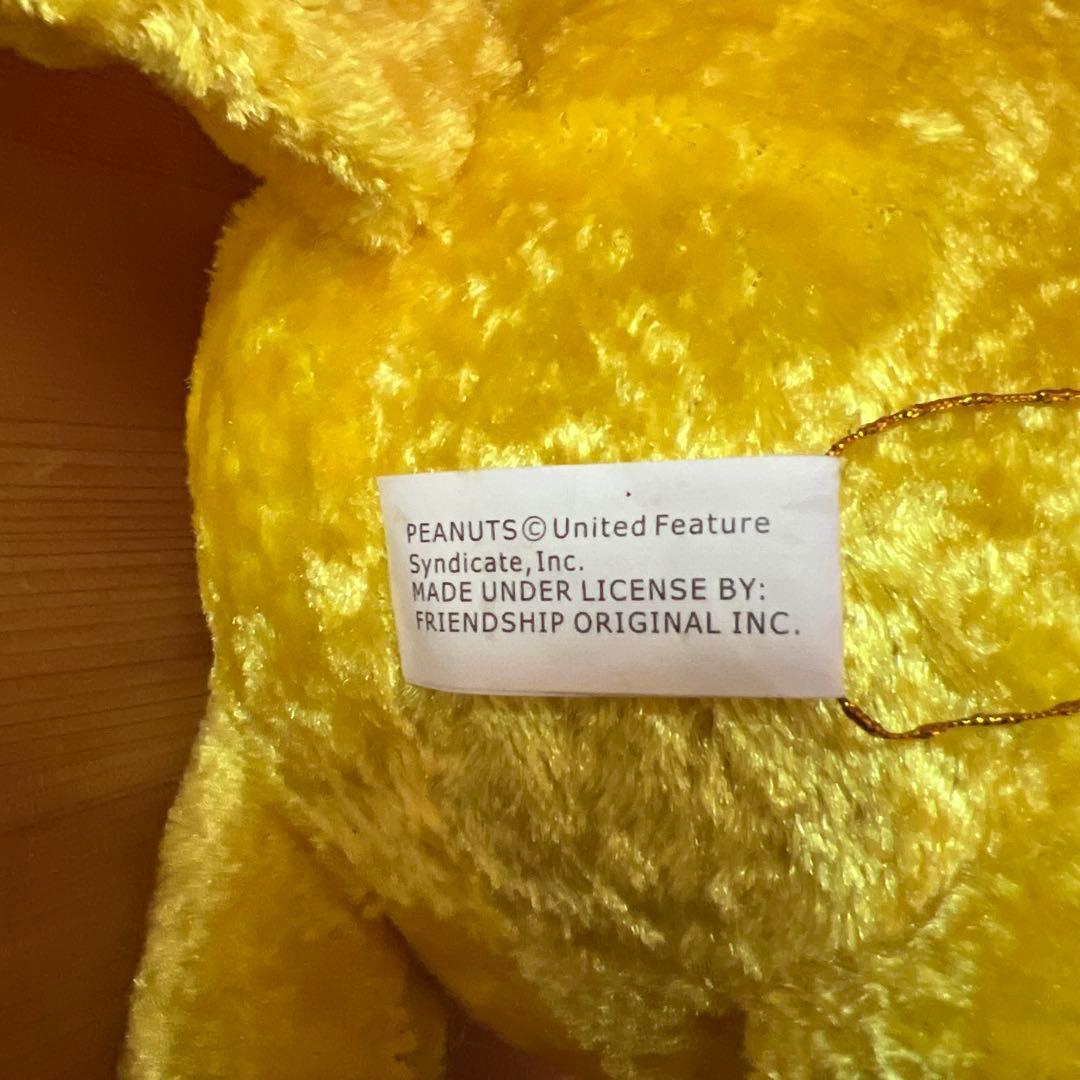 PEANUTS©United Feature
Syndicate,Inc.
MADE UNDER LICENSE BY:
FRIENDSHIP ORIGINAL INC.